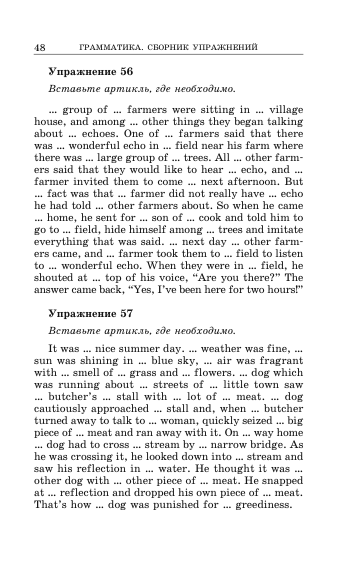 48 ГРАММАТИКА. СБОРНИК УПРАЖНЕНИЙ
Упражнение 56
Вставьте артикль, где необходимо.
... group of ... farmers were sitting in ... village
house, and among ... other things they began talking
about ... echoes. One of ... farmers said that there
was ... wonderful echo in ... field near his farm where
there was ... large group of ... trees. All ... other farm-
ers said that they would like to hear ... echo, and ...
farmer invited them to come ... next afternoon. But
... fact was that ... farmer did not really have ... echo
he had told ... other farmers about. So when he came
... home, he sent for ... son of ... cook and told him to
go to ... field, hide himself among ... trees and imitate
everything that was said. ... next day ... other farm-
ers came, and ... farmer took them to ... field to listen
to ... wonderful echo. When they were in ... field, he
shouted at ... top of his voice, “Are you there?” The
answer came back, “Yes, I’ve been here for two hours!”
Упражнение 57
Вставьте артикль, где необходимо.
It was ... nice summer day. ... weather was fine, ...
sun was shining in ... blue sky, ... air was fragrant
with ... smell of ... grass and ... flowers. ... dog which
was running about ... streets of ... little town saw
... butcher’s ... stall with ... lot of ... meat. ... dog
cautiously approached ... stall and, when ... butcher
turned away to talk to ... woman, quickly seized ... big
piece of ... meat and ran away with it. On ... way home
... dog had to cross ... stream by ... narrow bridge. As
he was crossing it, he looked down into ... stream and
saw his reflection in ... water. He thought it was ...
other dog with ... other piece of ... meat. He snapped
at ... reflection and dropped his own piece of ... meat.
That’s how ... dog was punished for ... greediness.